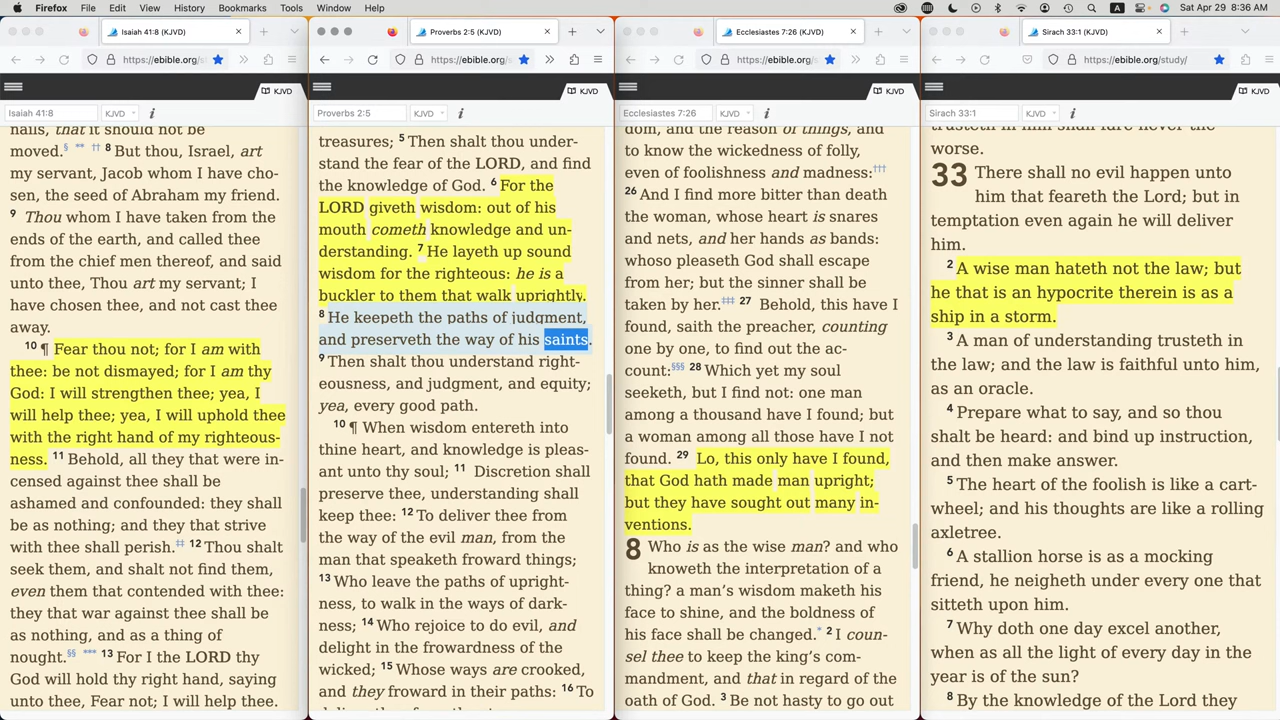 Firefox File Edit View History Bookmarks Tools Window Help A Sat Apr 29 8:36 AM
Isaiah 41:8 (KJVD)
https://ebible.org/s
KJVD
Isaiah 41:8 KJVD i
nails, that it should not be
moved.§ ** †† 8 But thou, Israel, art
my servant, Jacob whom I have cho-
sen, the seed of Abraham my friend.
9 Thou whom I have taken from the
ends of the earth, and called thee
from the chief men thereof, and said
unto thee, Thou art my servant; I
have chosen thee, and not cast thee
away.
10 ¶ Fear thou not; for I am with
thee: be not dismayed; for I am thy
God: I will strengthen thee; yea, I
will help thee; yea, I will uphold thee
with the right hand of my righteous-
ness. 11 Behold, all they that were in-
censed against thee shall be
ashamed and confounded: they shall
be as nothing; and they that strive
with thee shall perish.‡‡ 12 Thou shalt
seek them, and shalt not find them,
even them that contended with thee:
they that war against thee shall be
as nothing, and as a thing of
nought.§§ *** 13 For I the LORD thy
God will hold thy right hand, saying
unto thee, Fear not; I will help thee.
Proverbs 2:5 (KJVD)
https://ebible.org/s
KJVD
Proverbs 2:5 KJVD i
treasures; 5 Then shalt thou under-
stand the fear of the LORD, and find
the knowledge of God. 6 For the
LORD giveth wisdom: out of his
mouth cometh knowledge and un-
derstanding. 7 He layeth up sound
wisdom for the righteous: he is a
buckler to them that walk uprightly.
8 He keepeth the paths of judgment,
and preserveth the way of his saints.
9 Then shalt thou understand right-
eousness, and judgment, and equity;
yea, every good path.
10 ¶ When wisdom entereth into
thine heart, and knowledge is pleas-
ant unto thy soul; 11 Discretion shall
preserve thee, understanding shall
keep thee: 12 To deliver thee from
the way of the evil man, from the
man that speaketh froward things;
13 Who leave the paths of upright-
ness, to walk in the ways of dark-
ness; 14 Who rejoice to do evil, and
delight in the frowardness of the
wicked; 15 Whose ways are crooked,
and they froward in their paths: 16 To
Ecclesiastes 7:26 (KJVD)
https://ebible.org/s
KJVD
Ecclesiastes 7:26 KJVD i
dom, and the reason of things, and
to know the wickedness of folly,
even of foolishness and madness:†††
26 And I find more bitter than death
the woman, whose heart is snares
and nets, and her hands as bands:
whoso pleaseth God shall escape
from her; but the sinner shall be
taken by her.‡‡‡ 27 Behold, this have I
found, saith the preacher, counting
one by one, to find out the ac-
count:§§§ 28 Which yet my soul
seeketh, but I find not: one man
among a thousand have I found; but
a woman among all those have I not
found. 29 Lo, this only have I found,
that God hath made man upright;
but they have sought out many in-
ventions.
8 Who is as the wise man? and who
knoweth the interpretation of a
thing? a man's wisdom maketh his
face to shine, and the boldness of
his face shall be changed.* 2 I coun-
sel thee to keep the king's com-
mandment, and that in regard of the
oath of God. 3 Be not hasty to go out
Sirach 33:1 (KJVD)
https://ebible.org/study/
KJVD
Sirach 33:1 KJVD i
trusteth in him shall fare never the
worse.
33 There shall no evil happen unto
him that feareth the Lord; but in
temptation even again he will deliver
him.
2 A wise man hateth not the law; but
he that is an hypocrite therein is as a
ship in a storm.
3 A man of understanding trusteth in
the law; and the law is faithful unto him,
as an oracle.
4 Prepare what to say, and so thou
shalt be heard: and bind up instruction,
and then make answer.
5 The heart of the foolish is like a cart-
wheel; and his thoughts are like a rolling
axletree.
6 A stallion horse is as a mocking
friend, he neigheth under every one that
sitteth upon him.
7 Why doth one day excel another,
when as all the light of every day in the
year is of the sun?
8 By the knowledge of the Lord they